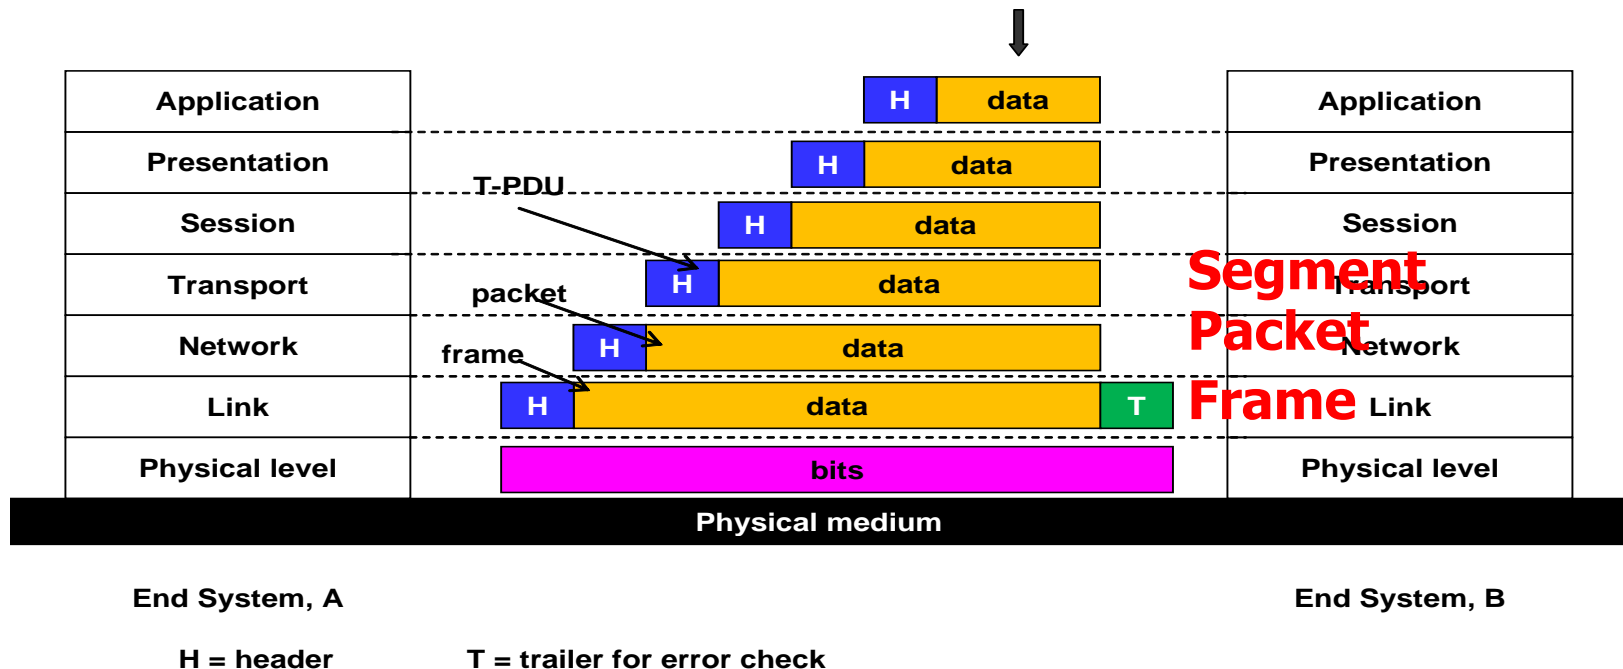 Application H data Application
Presentation H data Presentation
T-PDU
Session H data Session
Segment
Transport H data Transport
packet
Packet
Network H data Network
frame
Frame
Link H data T Link
Physical level bits Physical level
Physical medium
End System, A End System, B
H = header T = trailer for error check